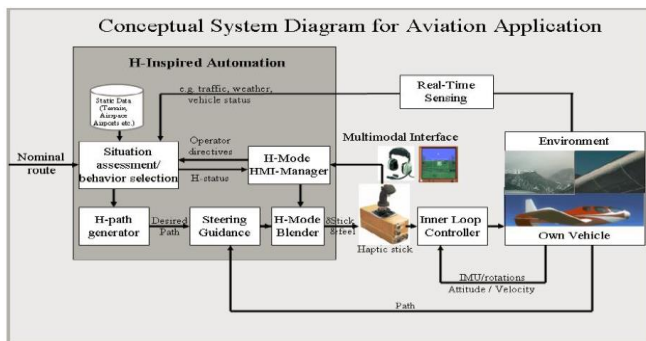 Conceptual System Diagram for Aviation Application
H-Inspired Automation
e.g. traffic, weather,
vehicle status
Real-Time
Sensing
Static Data
(Terrain,
Airspace
Airports etc.)
Multimodal Interface
Environment
Nominal
route
Situation
assessment/
behavior selection
Operator
directives
H-status
H-Mode
HMI-Manager
H-path
generator
Desired
Path
Steering
Guidance
H-Mode
Blender
δStick
&feel
Haptic stick
Inner Loop
Controller
Own Vehicle
IMU/rotations
Attitude / Velocity
Path